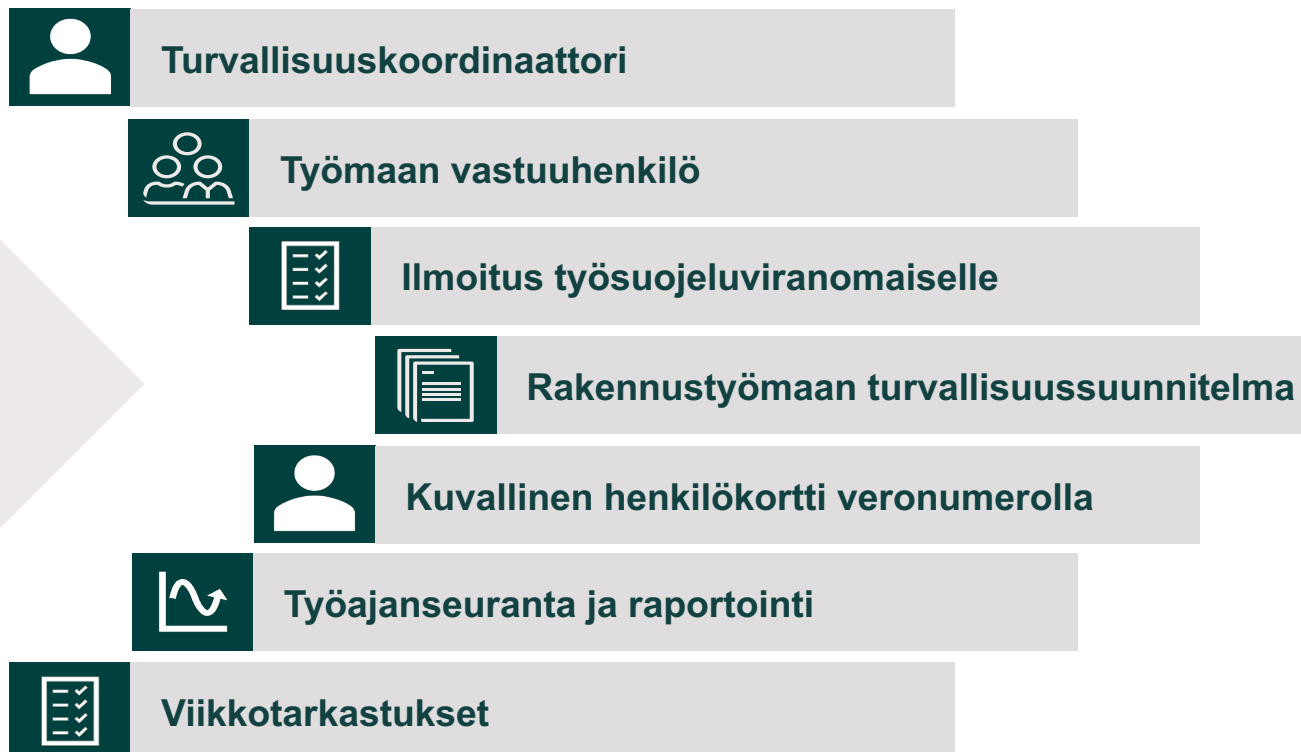 Turvallisuuskoordinaattori
Työmaan vastuuhenkilö
Ilmoitus työsuojeluviranomaiselle
Rakennustyömaan turvallisuussuunnitelma
Kuvallinen henkilökortti veronumerolla
Työajanseuranta ja raportointi
Viikkotarkastukset